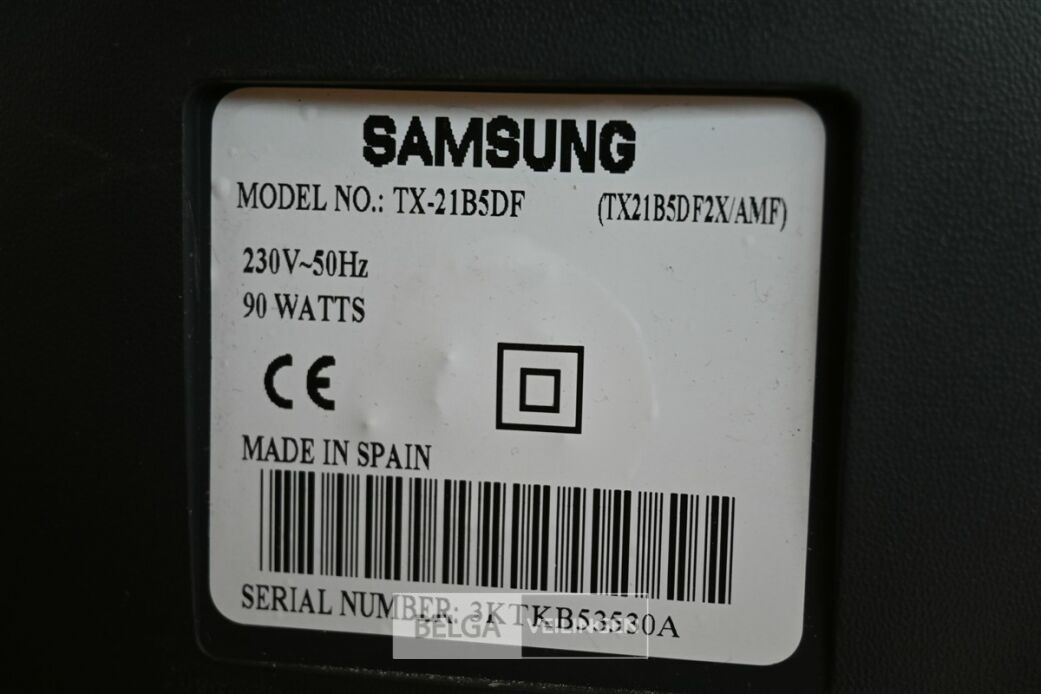 SAMSUNG
MODEL NO.: TX-21B5DF (TX21B5DF2X/AMF)
230V~50Hz
90 WATTS
CE
MADE IN SPAIN
SERIAL NUMBER: 3KTKB53530A
BELGA VEILINGEN